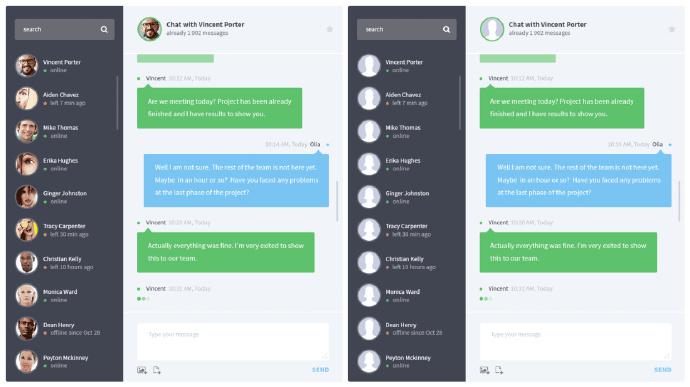 search
Vincent Porter
online
Aiden Chavez
left 7 min ago
Mike Thomas
online
Erika Hughes
online
Ginger Johnston
online
Tracy Carpenter
left 30 min ago
Christian Kelly
left 10 hours ago
Monica Ward
online
Dean Henry
offline since Oct 28
Peyton Mckinney
online
Chat with Vincent Porter
already 1 902 messages
Vincent 10:12 AM, Today
Are we meeting today? Project has been already
finished and I have results to show you.
10:14 AM, Today Olia
Well I am not sure. The rest of the team is not here yet.
Maybe in an hour or so? Have you faced any problems
at the last phase of the project?
Vincent 10:20 AM, Today
Actually everything was fine. I'm very exited to show
this to our team.
Vincent 10:31 AM, Today
Type your message
SEND
search
Vincent Porter
online
Aiden Chavez
left 7 min ago
Mike Thomas
online
Erika Hughes
online
Ginger Johnston
online
Tracy Carpenter
left 30 min ago
Christian Kelly
left 10 hours ago
Monica Ward
online
Dean Henry
offline since Oct 28
Peyton Mckinney
online
Chat with Vincent Porter
already 1 902 messages
Vincent 10:12 AM, Today
Are we meeting today? Project has been already
finished and I have results to show you.
10:14 AM, Today Olia
Well I am not sure. The rest of the team is not here yet.
Maybe in an hour or so? Have you faced any problems
at the last phase of the project?
Vincent 10:20 AM, Today
Actually everything was fine. I'm very exited to show
this to our team.
Vincent 10:31 AM, Today
Type your message
SEND